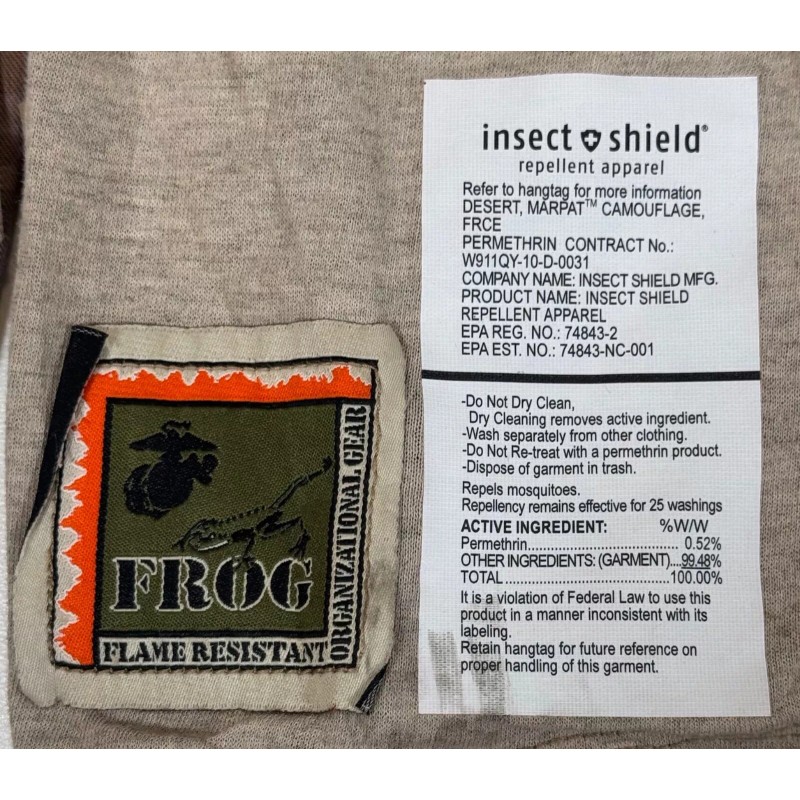 insect shield®
repellent apparel
Refer to hangtag for more information
DESERT, MARPAT™ CAMOUFLAGE,
FRCE
PERMETHRIN CONTRACT No.:
W911QY-10-D-0031
COMPANY NAME: INSECT SHIELD MFG.
PRODUCT NAME: INSECT SHIELD
REPELLENT APPAREL
EPA REG. NO.: 74843-2
EPA EST. NO.: 74843-NC-001
-Do Not Dry Clean,
Dry Cleaning removes active ingredient.
-Wash separately from other clothing.
-Do Not Re-treat with a permethrin product.
-Dispose of garment in trash.
Repels mosquitoes.
Repellency remains effective for 25 washings
ACTIVE INGREDIENT: %W/W
Permethrin.................................. 0.52%
OTHER INGREDIENTS: (GARMENT)....99.48%
TOTAL.....................................100.00%
It is a violation of Federal Law to use this
product in a manner inconsistent with its
labeling.
Retain hangtag for future reference on
proper handling of this garment.
FROG
FLAME RESISTANT
ORGANIZATIONAL GEAR